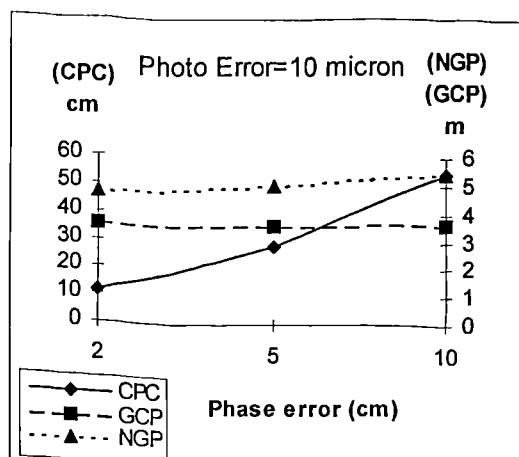 (CPC) Photo Error=10 micron (NGP)
cm (GCP)
m
60
50
40
30
20
10
0
6
5
4
3
2
1
0
2 5 10
Phase error (cm)
CPC
GCP
NGP